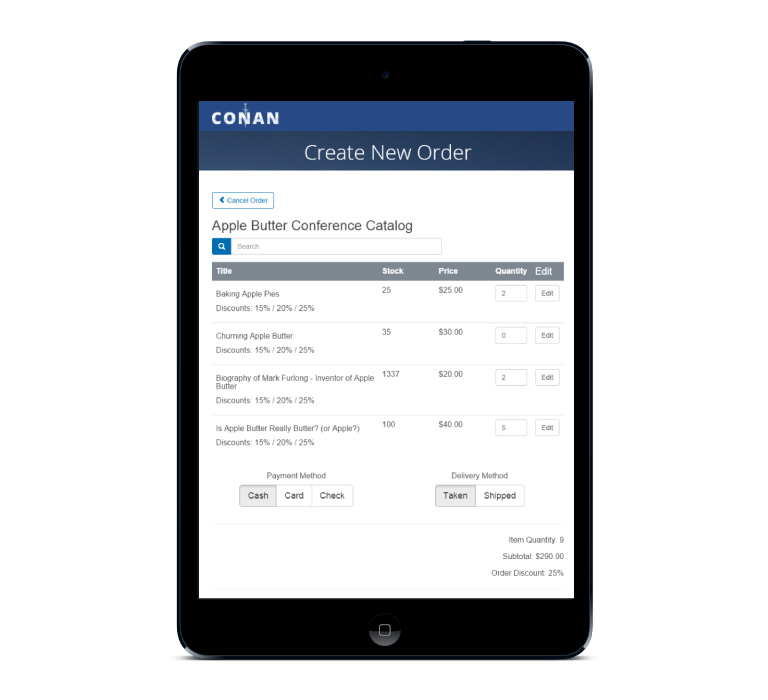 CONAN
Create New Order
Cancel Order
Apple Butter Conference Catalog
Search
Title Stock Price Quantity Edit
Baking Apple Pies 25 $25.00 2 Edit
Discounts: 15% / 20% / 25%
Churning Apple Butter 35 $30.00 0 Edit
Discounts: 15% / 20% / 25%
Biography of Mark Furlong - Inventor of Apple 1337 $20.00 2 Edit
Butter
Discounts: 15% / 20% / 25%
Is Apple Butter Really Butter? (or Apple?) 100 $40.00 5 Edit
Discounts: 15% / 20% / 25%
Payment Method Delivery Method
Cash Card Check Taken Shipped
Item Quantity: 9
Subtotal: $290.00
Order Discount: 25%